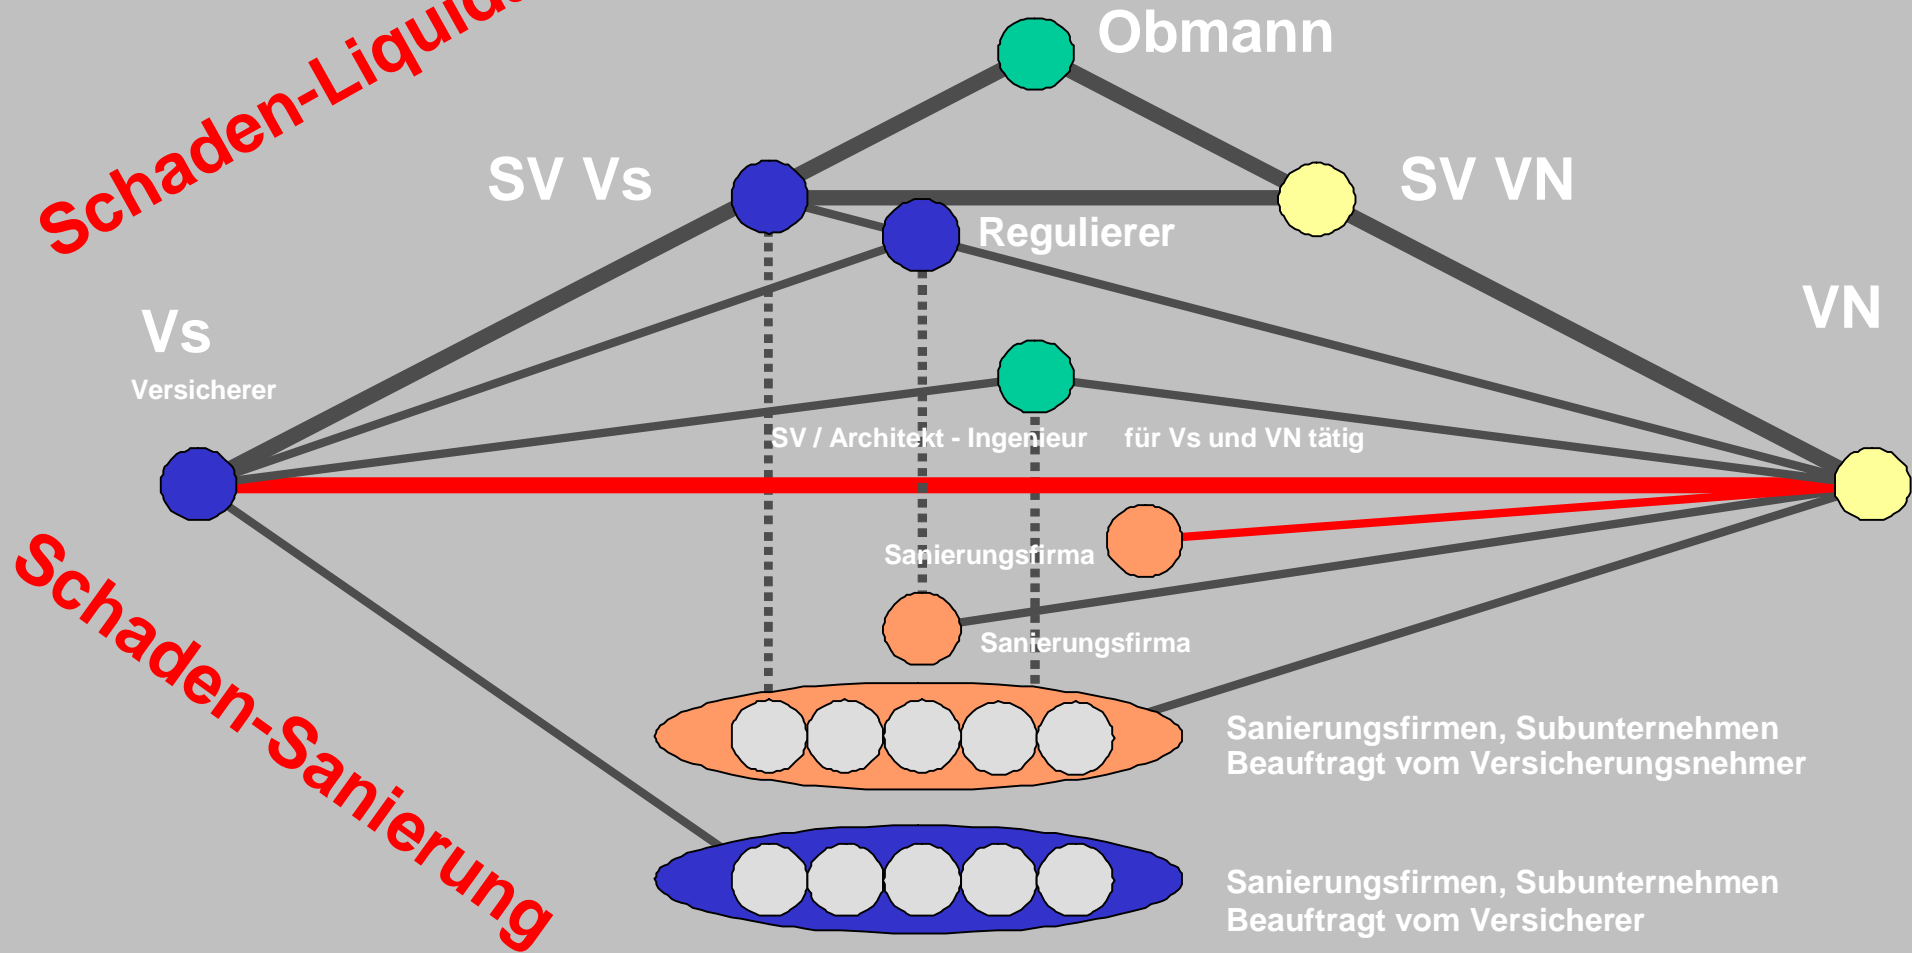 Schaden-Liquid
Obmann
SV Vs
SV VN
Regulierer
VN
Vs
Versicherer
SV / Architekt - Ingenieur für Vs und VN tätig
Sanierungsfirma
Sanierungsfirma
Schaden-Sanierung
Sanierungsfirmen, Subunternehmen
Beauftragt vom Versicherungsnehmer
Sanierungsfirmen, Subunternehmen
Beauftragt vom Versicherer